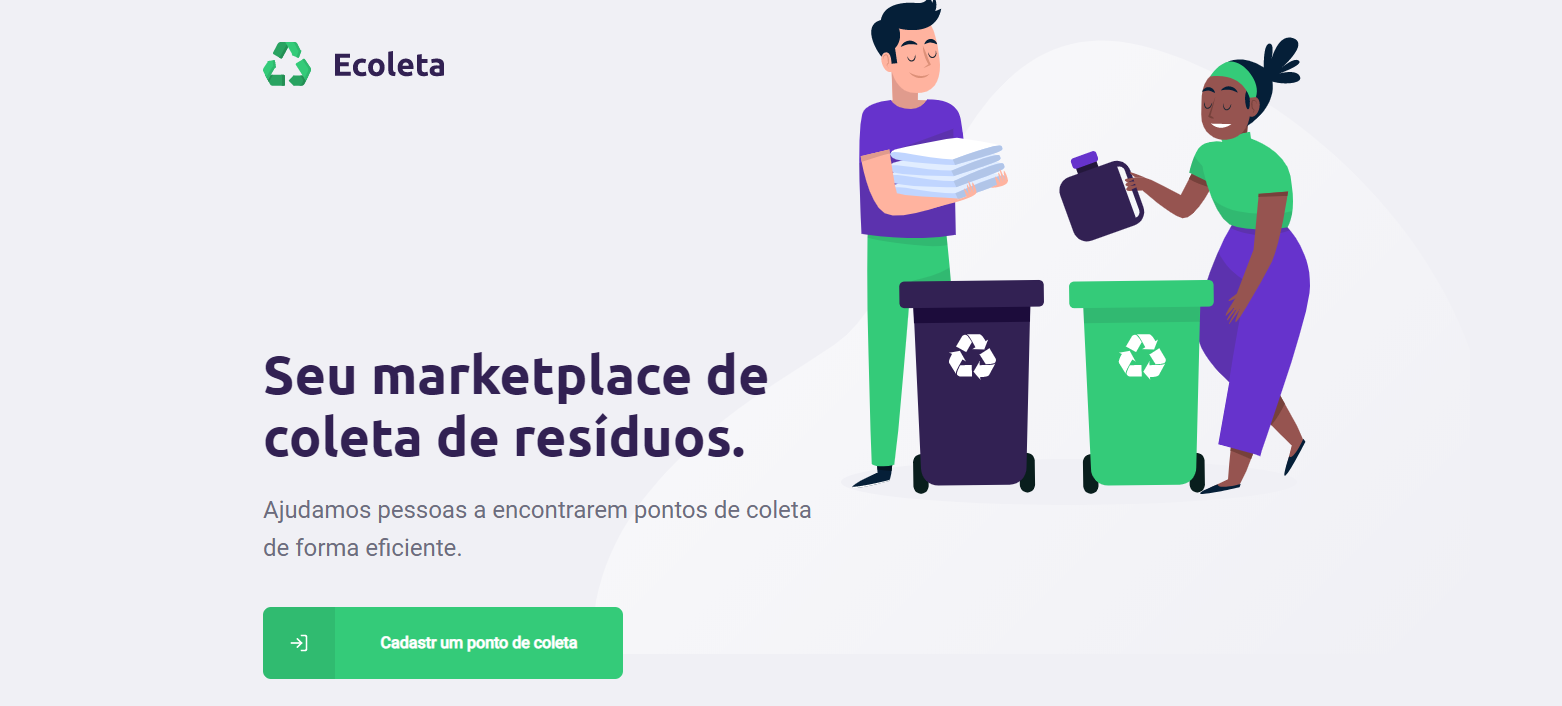 Ecoleta
Seu marketplace de
coleta de resíduos.
Ajudamos pessoas a encontrarem pontos de coleta
de forma eficiente.
Cadastr um ponto de coleta